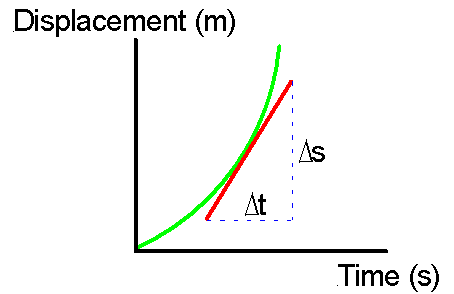 Displacement (m)
Δs
Δt
Time (s)